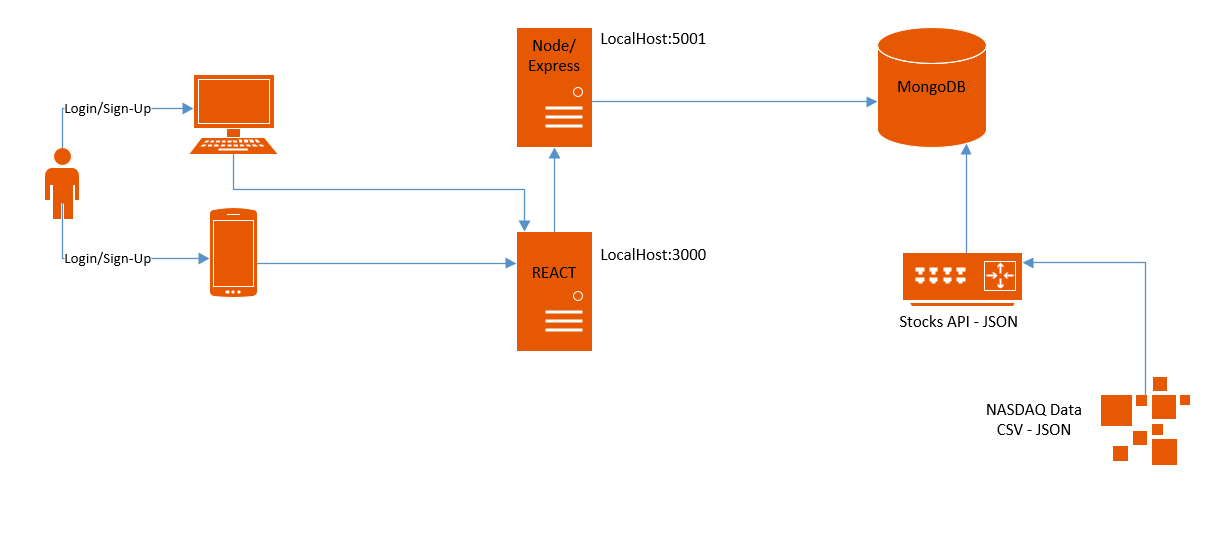 Node/
Express
LocalHost:5001
MongoDB
Login/Sign-Up
Login/Sign-Up
REACT
LocalHost:3000
Stocks API - JSON
NASDAQ Data
CSV - JSON